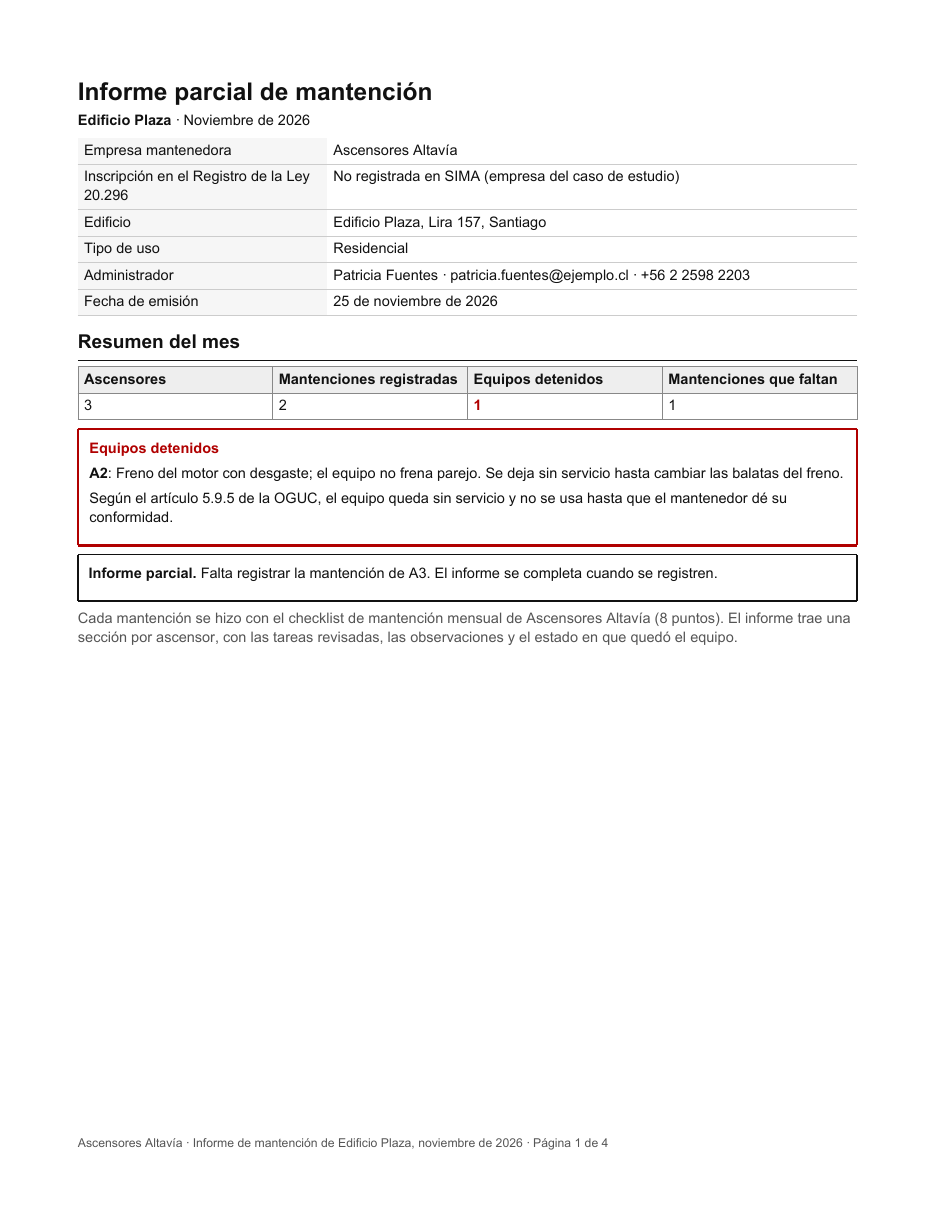 Informe parcial de mantención
Edificio Plaza · Noviembre de 2026
Empresa mantenedora Ascensores Altavía
Inscripción en el Registro de la Ley No registrada en SIMA (empresa del caso de estudio)
20.296
Edificio Edificio Plaza, Lira 157, Santiago
Tipo de uso Residencial
Administrador Patricia Fuentes · patricia.fuentes@ejemplo.cl · +56 2 2598 2203
Fecha de emisión 25 de noviembre de 2026
Resumen del mes
Ascensores Mantenciones registradas Equipos detenidos Mantenciones que faltan
3 2 1 1
Equipos detenidos
A2: Freno del motor con desgaste; el equipo no frena parejo. Se deja sin servicio hasta cambiar las balatas del freno.
Según el artículo 5.9.5 de la OGUC, el equipo queda sin servicio y no se usa hasta que el mantenedor dé su
conformidad.
Informe parcial. Falta registrar la mantención de A3. El informe se completa cuando se registren.
Cada mantención se hizo con el checklist de mantención mensual de Ascensores Altavía (8 puntos). El informe trae una
sección por ascensor, con las tareas revisadas, las observaciones y el estado en que quedó el equipo.
Ascensores Altavía · Informe de mantención de Edificio Plaza, noviembre de 2026 · Página 1 de 4